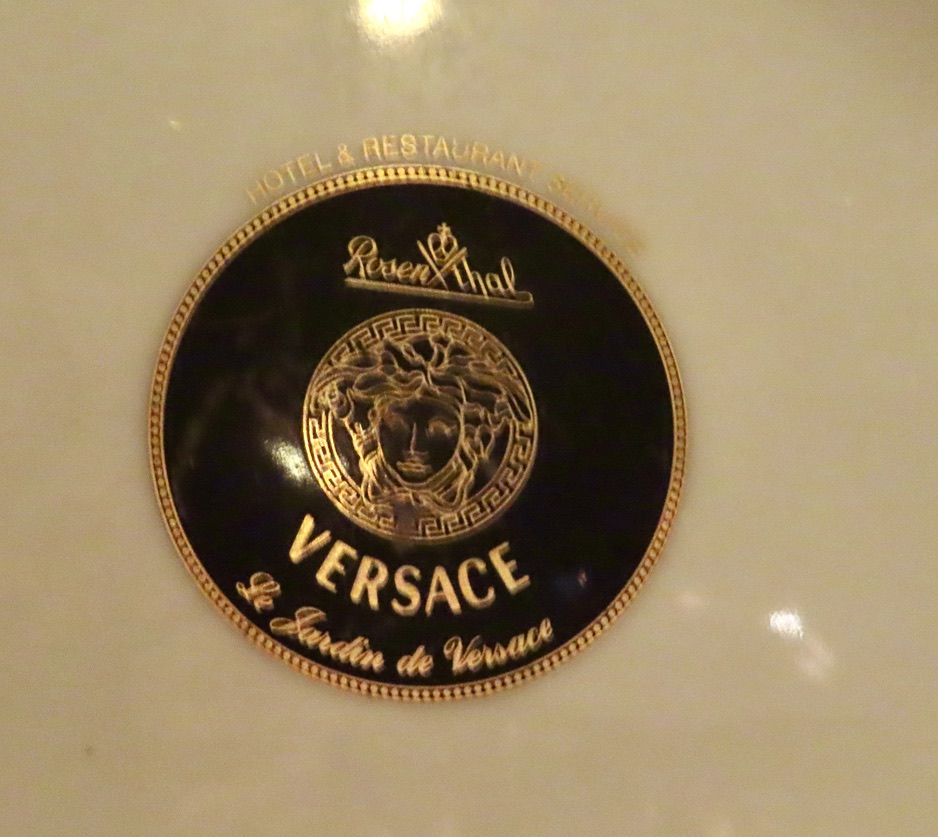 HOTEL & RESTAURANT SERVICE
Rosenthal
VERSACE
Le Jardin de Versace